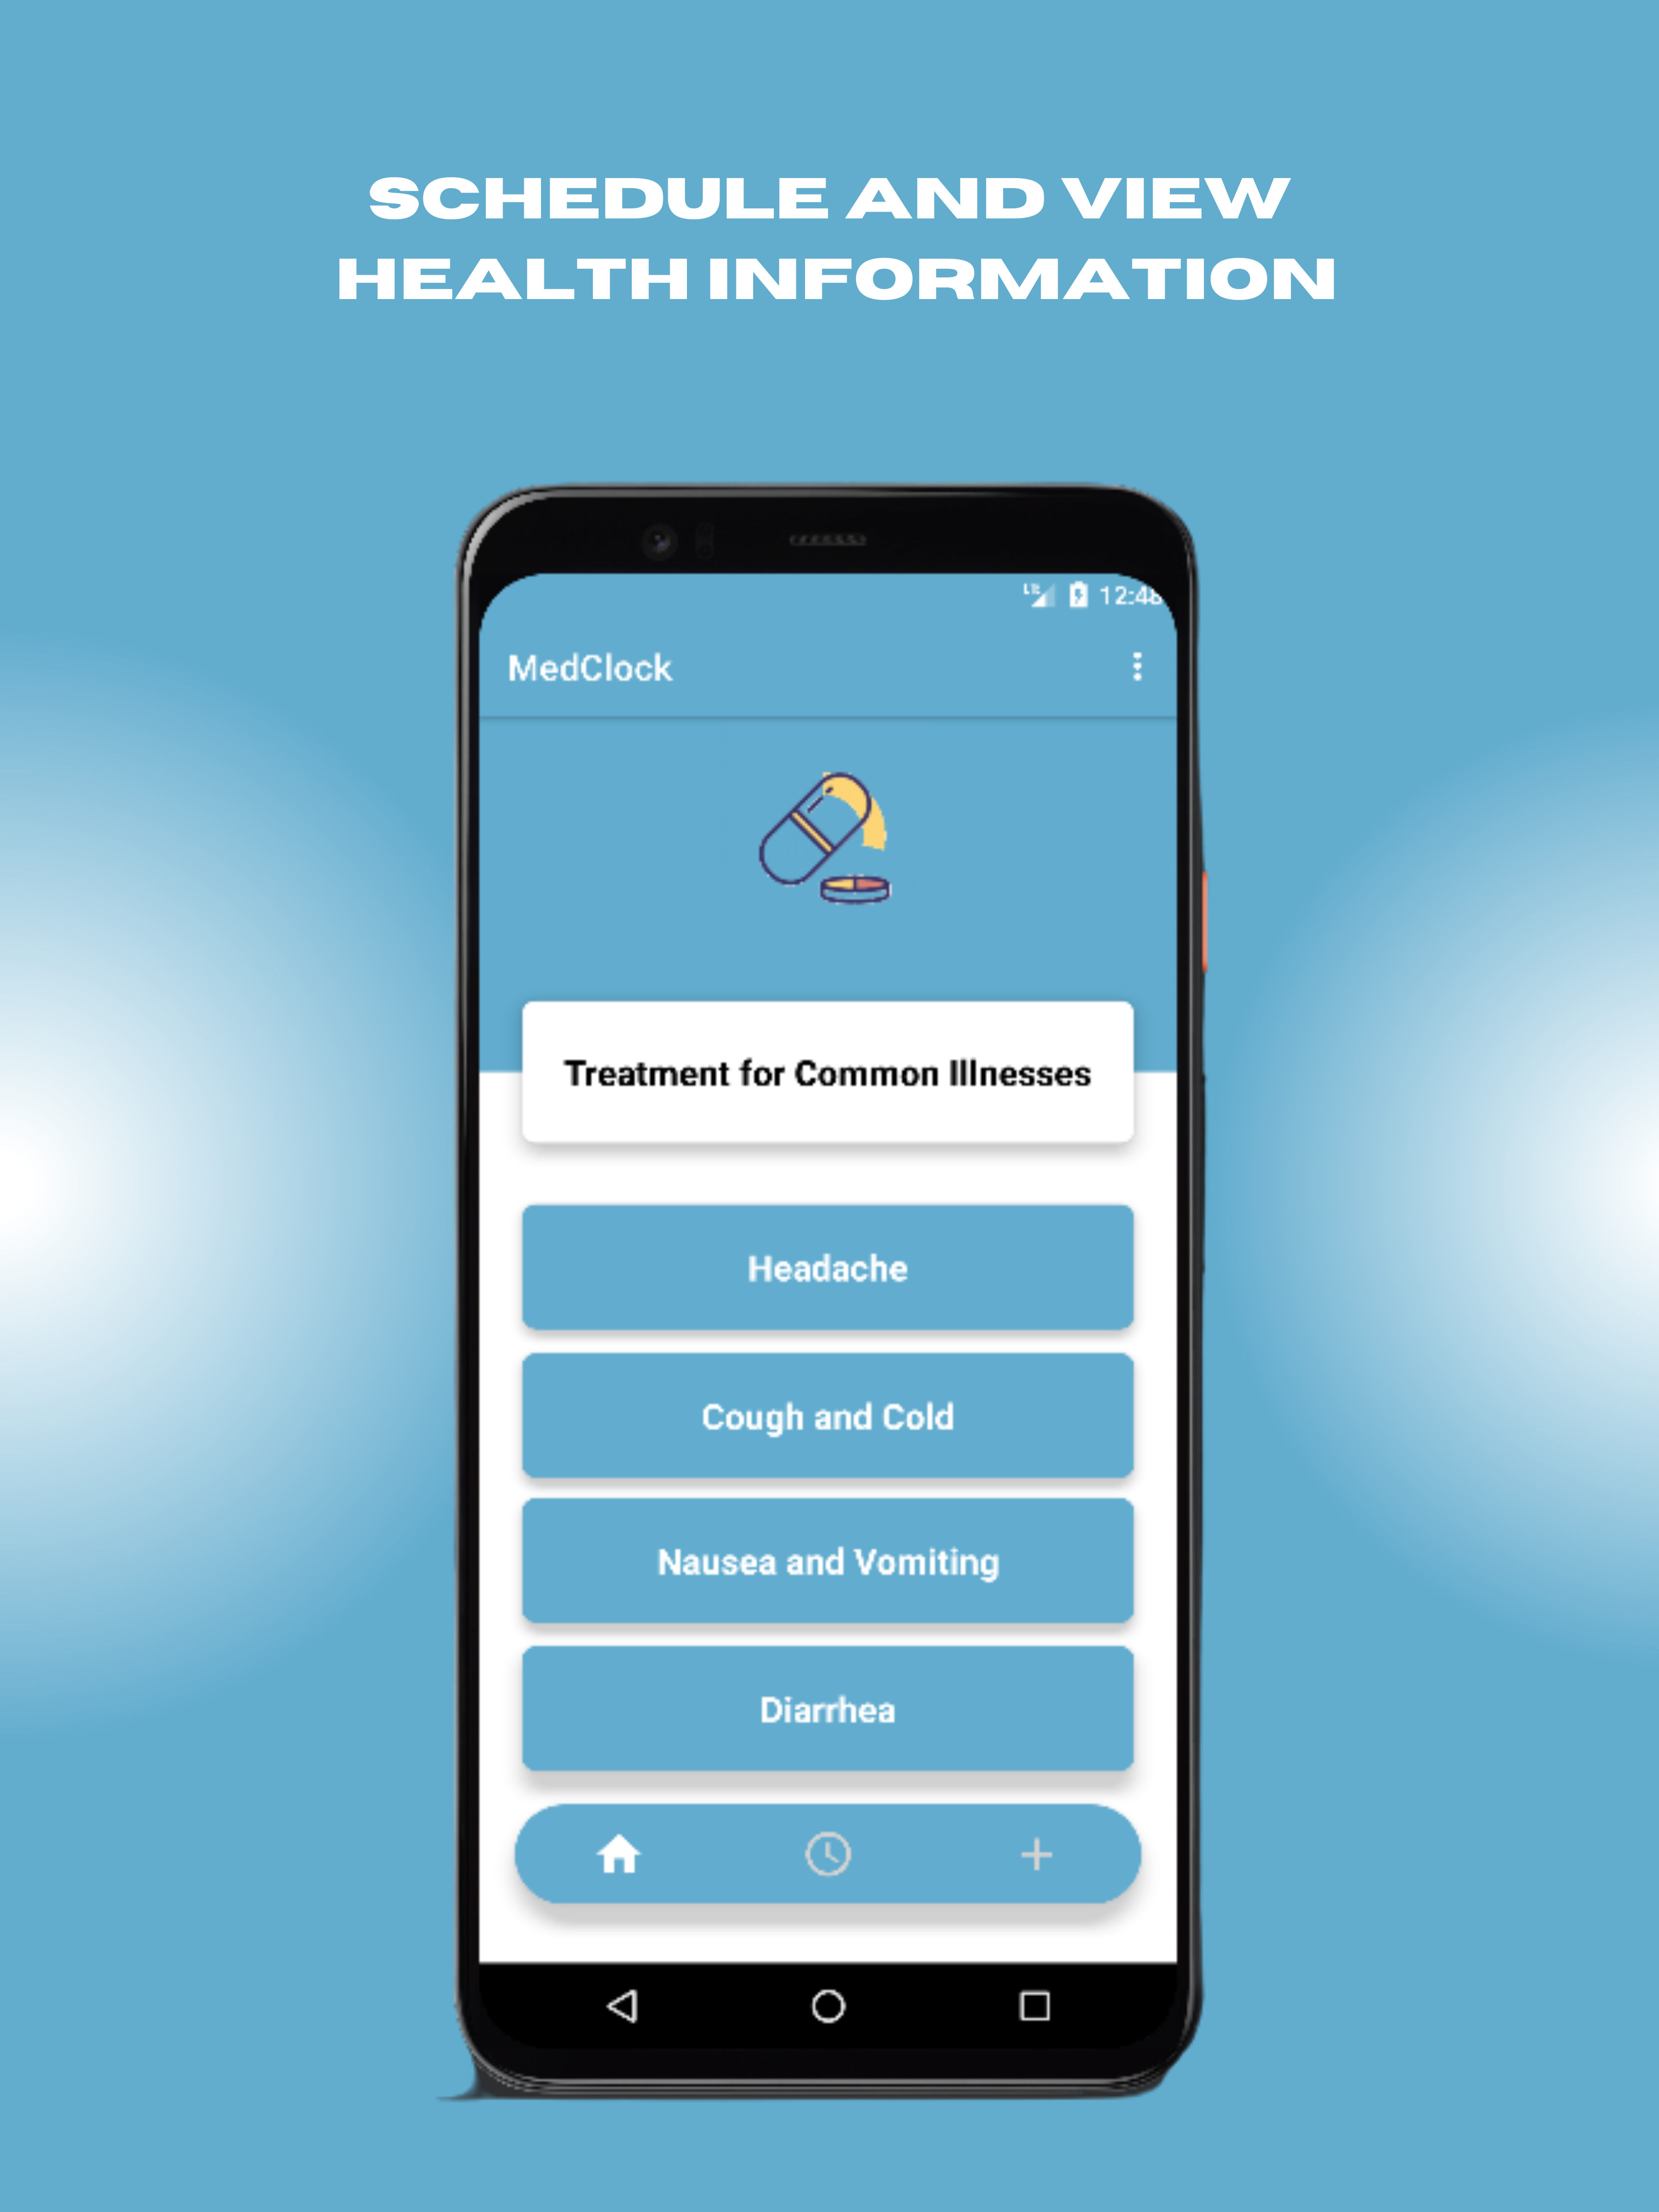 SCHEDULE AND VIEW
HEALTH INFORMATION
LTE 12:48
MedClock
Treatment for Common Illnesses
Headache
Cough and Cold
Nausea and Vomiting
Diarrhea